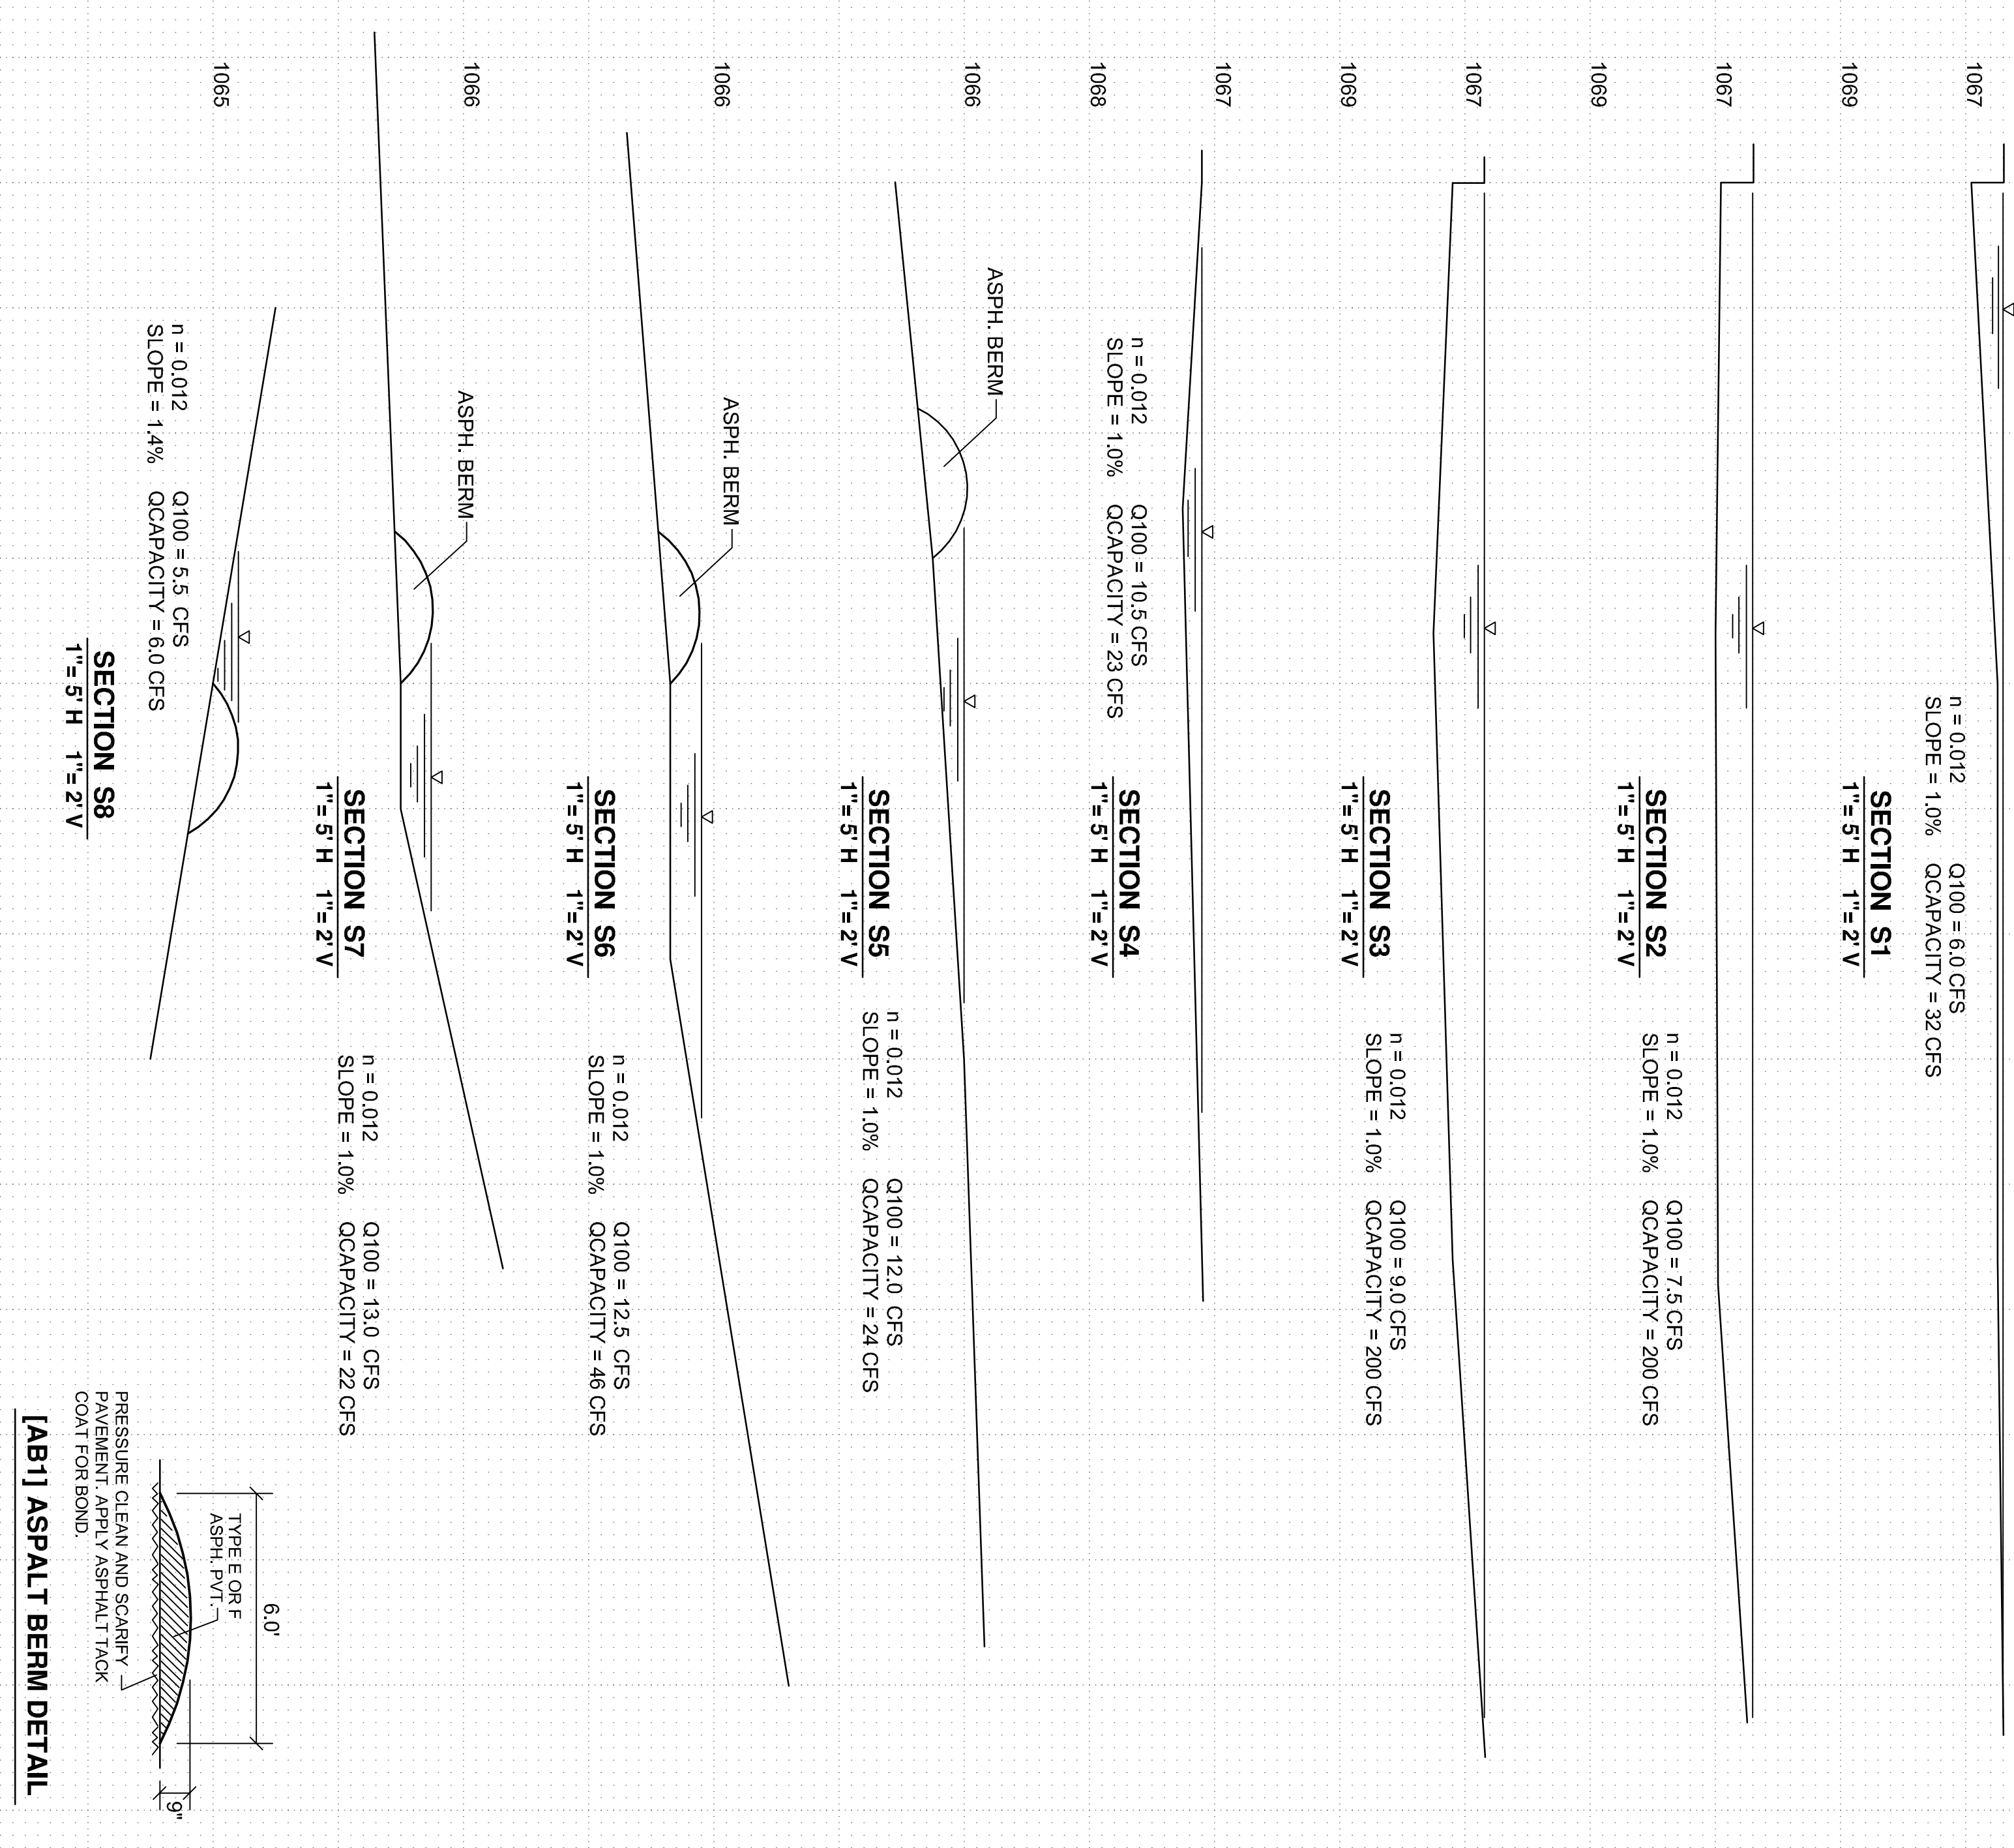 1067
n = 0.012 Q100 = 6.0 CFS
SLOPE = 1.0% QCAPACITY = 32 CFS
SECTION S1
1"= 5' H 1"= 2' V
1069
1067
n = 0.012 Q100 = 7.5 CFS
SLOPE = 1.0% QCAPACITY = 200 CFS
SECTION S2
1"= 5' H 1"= 2' V
1069
1067
n = 0.012 Q100 = 9.0 CFS
SLOPE = 1.0% QCAPACITY = 200 CFS
SECTION S3
1"= 5' H 1"= 2' V
1069
1067
n = 0.012 Q100 = 10.5 CFS
SLOPE = 1.0% QCAPACITY = 23 CFS
SECTION S4
1"= 5' H 1"= 2' V
1068
ASPH. BERM
1066
n = 0.012 Q100 = 12.0 CFS
SLOPE = 1.0% QCAPACITY = 24 CFS
SECTION S5
1"= 5' H 1"= 2' V
ASPH. BERM
1066
n = 0.012 Q100 = 12.5 CFS
SLOPE = 1.0% QCAPACITY = 46 CFS
SECTION S6
1"= 5' H 1"= 2' V
ASPH. BERM
1066
n = 0.012 Q100 = 13.0 CFS
SLOPE = 1.0% QCAPACITY = 22 CFS
SECTION S7
1"= 5' H 1"= 2' V
1065
n = 0.012 Q100 = 5.5 CFS
SLOPE = 1.4% QCAPACITY = 6.0 CFS
SECTION S8
1"= 5' H 1"= 2' V
6.0'
TYPE E OR F
ASPH. PVT.
9"
PRESSURE CLEAN AND SCARIFY
PAVEMENT. APPLY ASPHALT TACK
COAT FOR BOND.
[AB1] ASPALT BERM DETAIL